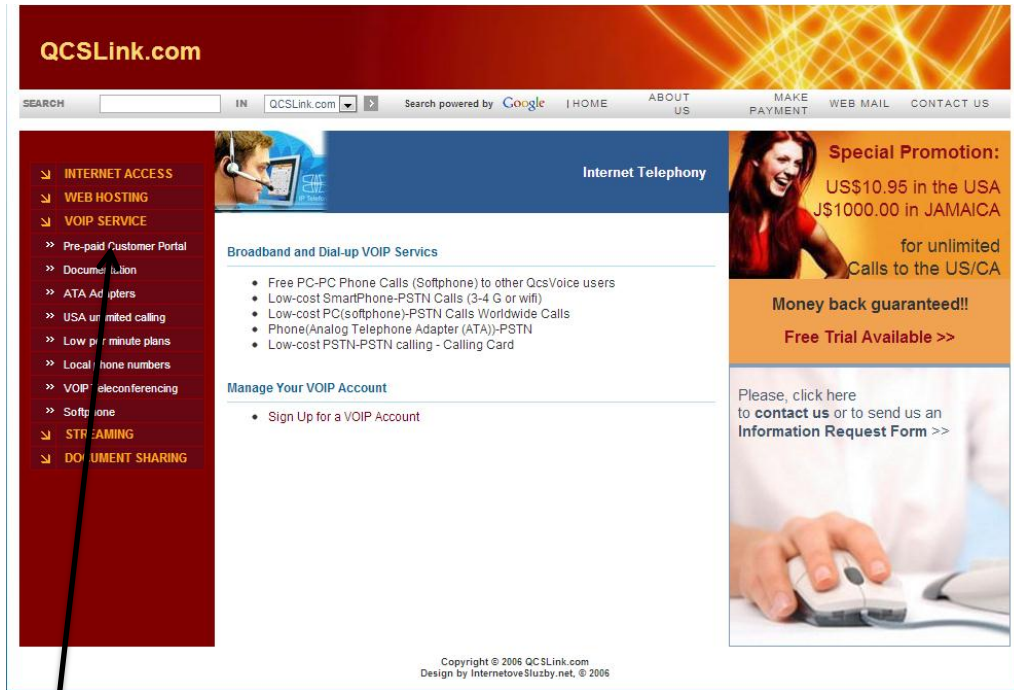 QCSLink.com
SEARCH IN QCSLink.com Search powered by Google | HOME ABOUT US MAKE PAYMENT WEB MAIL CONTACT US
INTERNET ACCESS
WEB HOSTING
VOIP SERVICE
Pre-paid Customer Portal
Documentation
ATA Adapters
USA unlimited calling
Low per minute plans
Local phone numbers
VOIP Teleconferencing
Softphone
STREAMING
DOCUMENT SHARING
Internet Telephony
Broadband and Dial-up VOIP Servics
Free PC-PC Phone Calls (Softphone) to other QcsVoice users
Low-cost SmartPhone-PSTN Calls (3-4 G or wifi)
Low-cost PC(softphone)-PSTN Calls Worldwide Calls
Phone(Analog Telephone Adapter (ATA))-PSTN
Low-cost PSTN-PSTN calling - Calling Card
Manage Your VOIP Account
Sign Up for a VOIP Account
Special Promotion:
US$10.95 in the USA
J$1000.00 in JAMAICA
for unlimited
Calls to the US/CA
Money back guaranteed!!
Free Trial Available >>
Please, click here
to contact us or to send us an
Information Request Form >>
Copyright © 2006 QCSLink.com
Design by InternetoveSluzby.net, © 2006